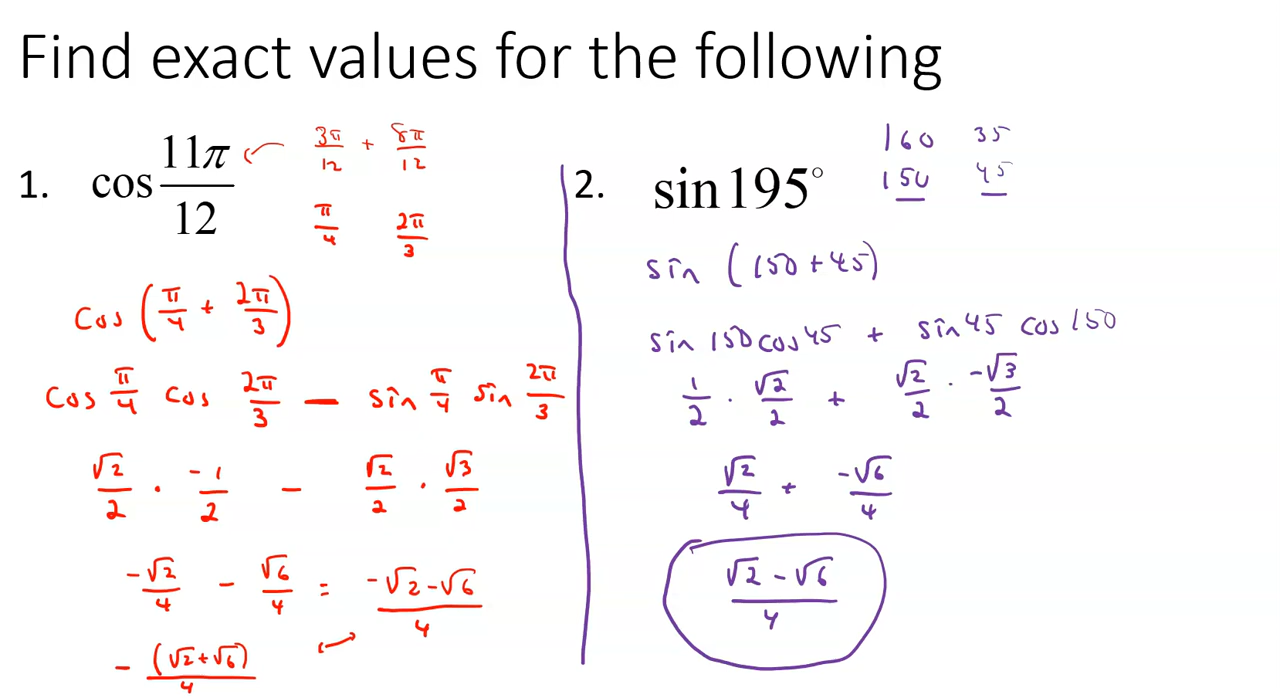 Find exact values for the following
1. cos 11π/12
3π/12 + 8π/12
π/4 2π/3
cos (π/4 + 2π/3)
cos π/4 cos 2π/3 − sin π/4 sin 2π/3
√2/2 · -1/2 − √2/2 · √3/2
-√2/4 − √6/4 = -√2-√6/4
-(√2+√6)/4
2. sin 195°
160 35
150 45
sin (150+45)
sin 150 cos 45 + sin 45 cos 150
1/2 · √2/2 + √2/2 · -√3/2
√2/4 + -√6/4
√2-√6/4